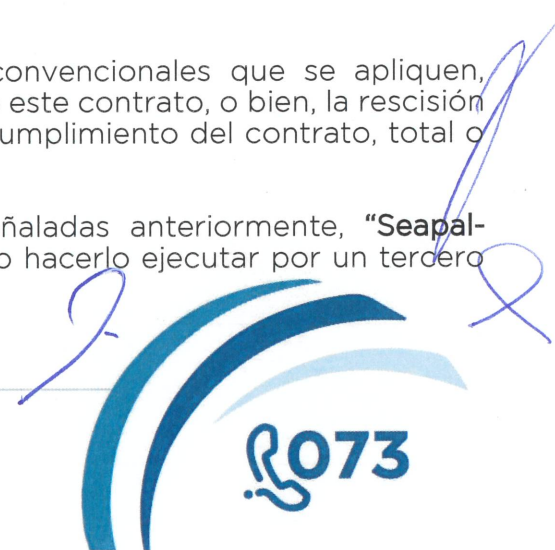 convencionales que se apliquen,
este contrato, o bien, la rescisión
umplimiento del contrato, total o
ñaladas anteriormente, “Seapal-
o hacerlo ejecutar por un tercero
073